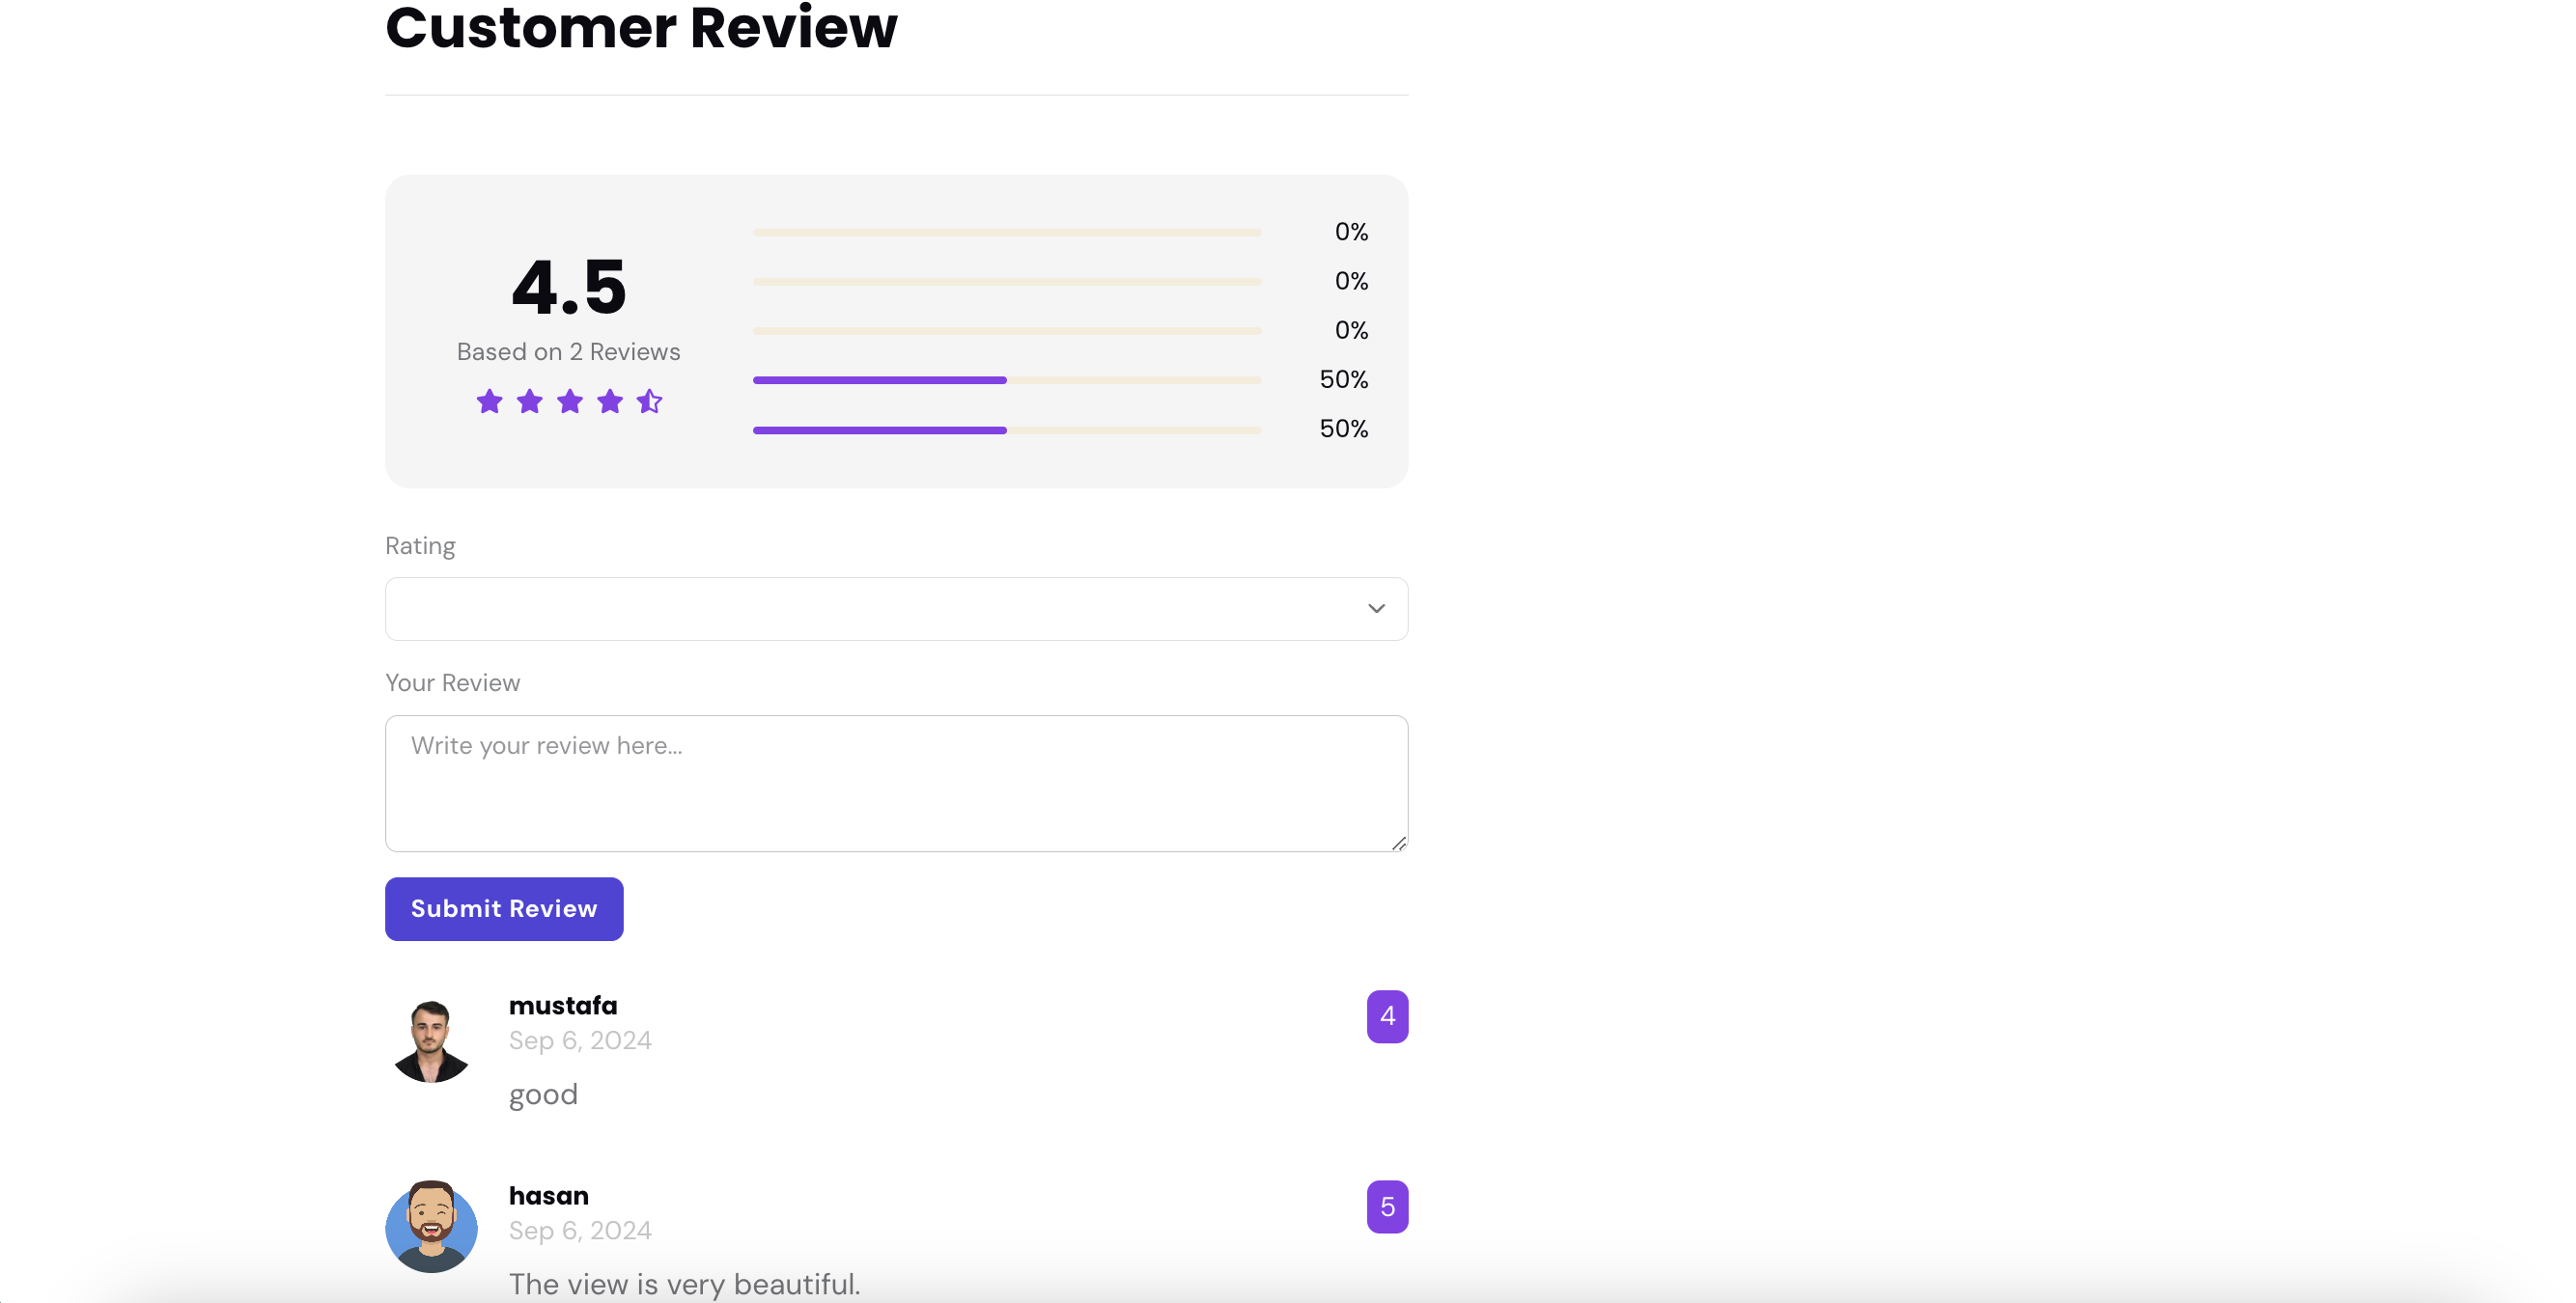 Customer Review
4.5
Based on 2 Reviews
0%
0%
0%
50%
50%
Rating
Your Review
Write your review here...
Submit Review
mustafa
4
Sep 6, 2024
good
hasan
5
Sep 6, 2024
The view is very beautiful.